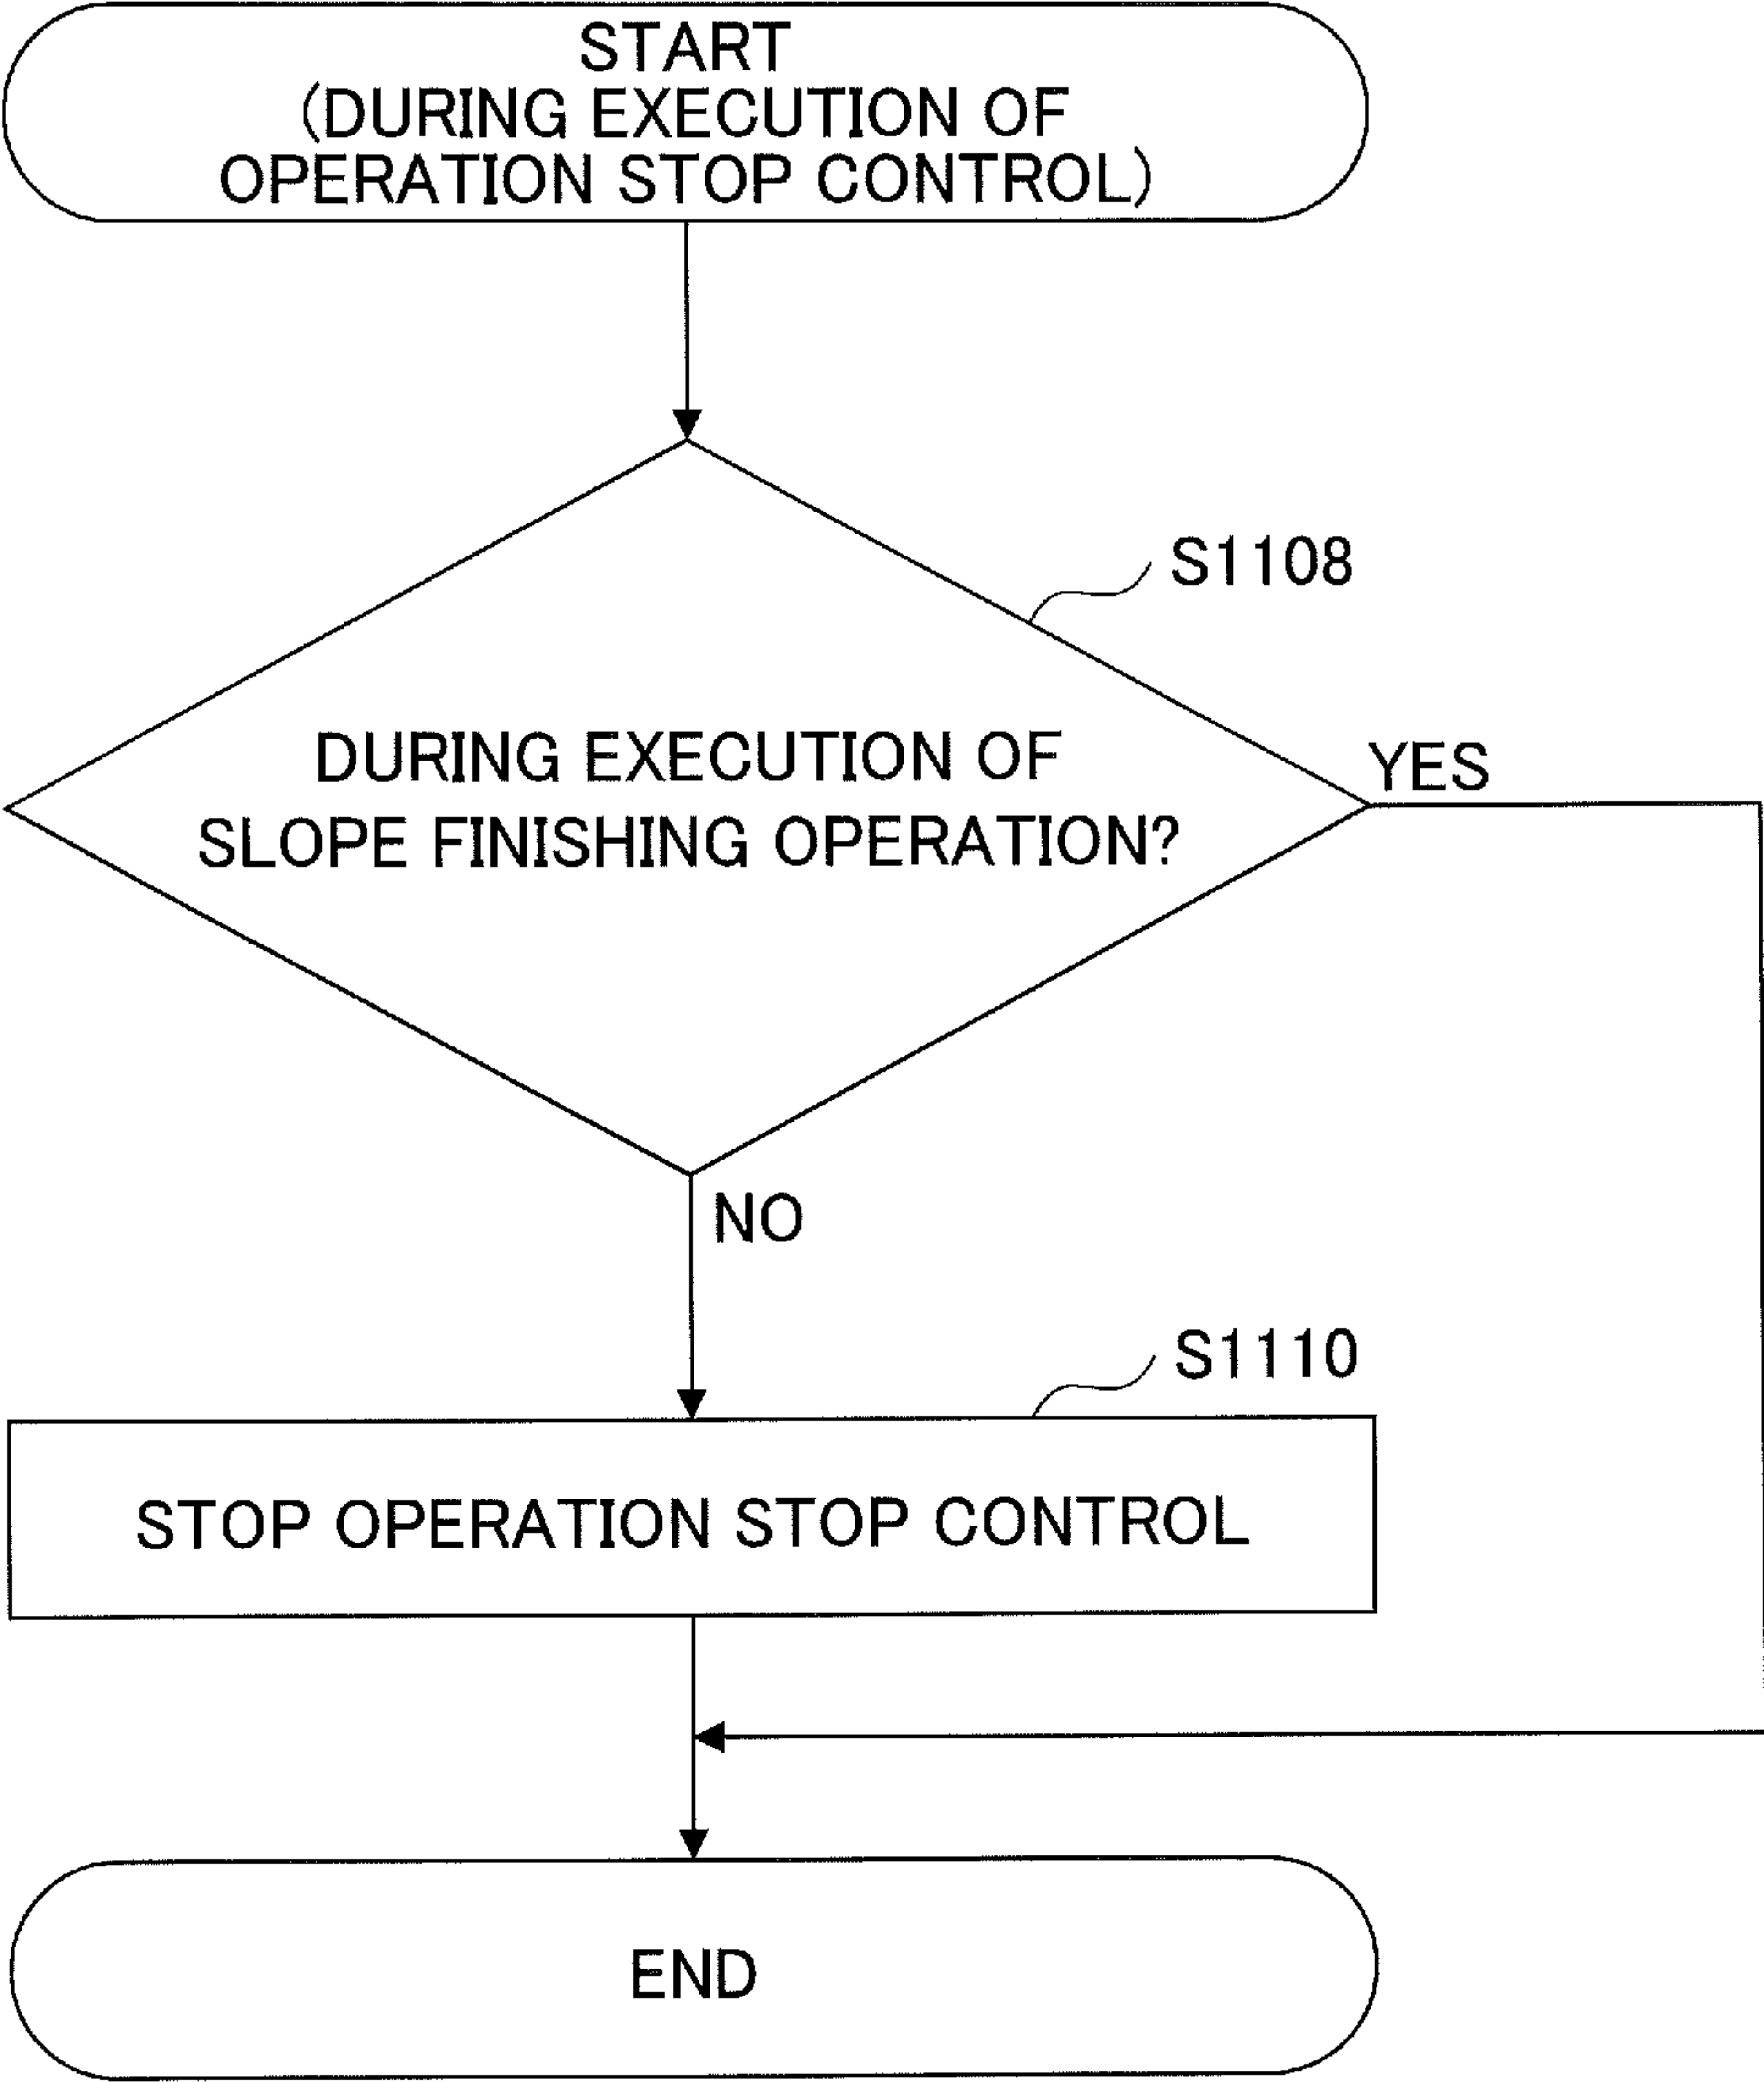 START
(DURING EXECUTION OF
OPERATION STOP CONTROL)
S1108
DURING EXECUTION OF
SLOPE FINISHING OPERATION?
YES
NO
S1110
STOP OPERATION STOP CONTROL
END